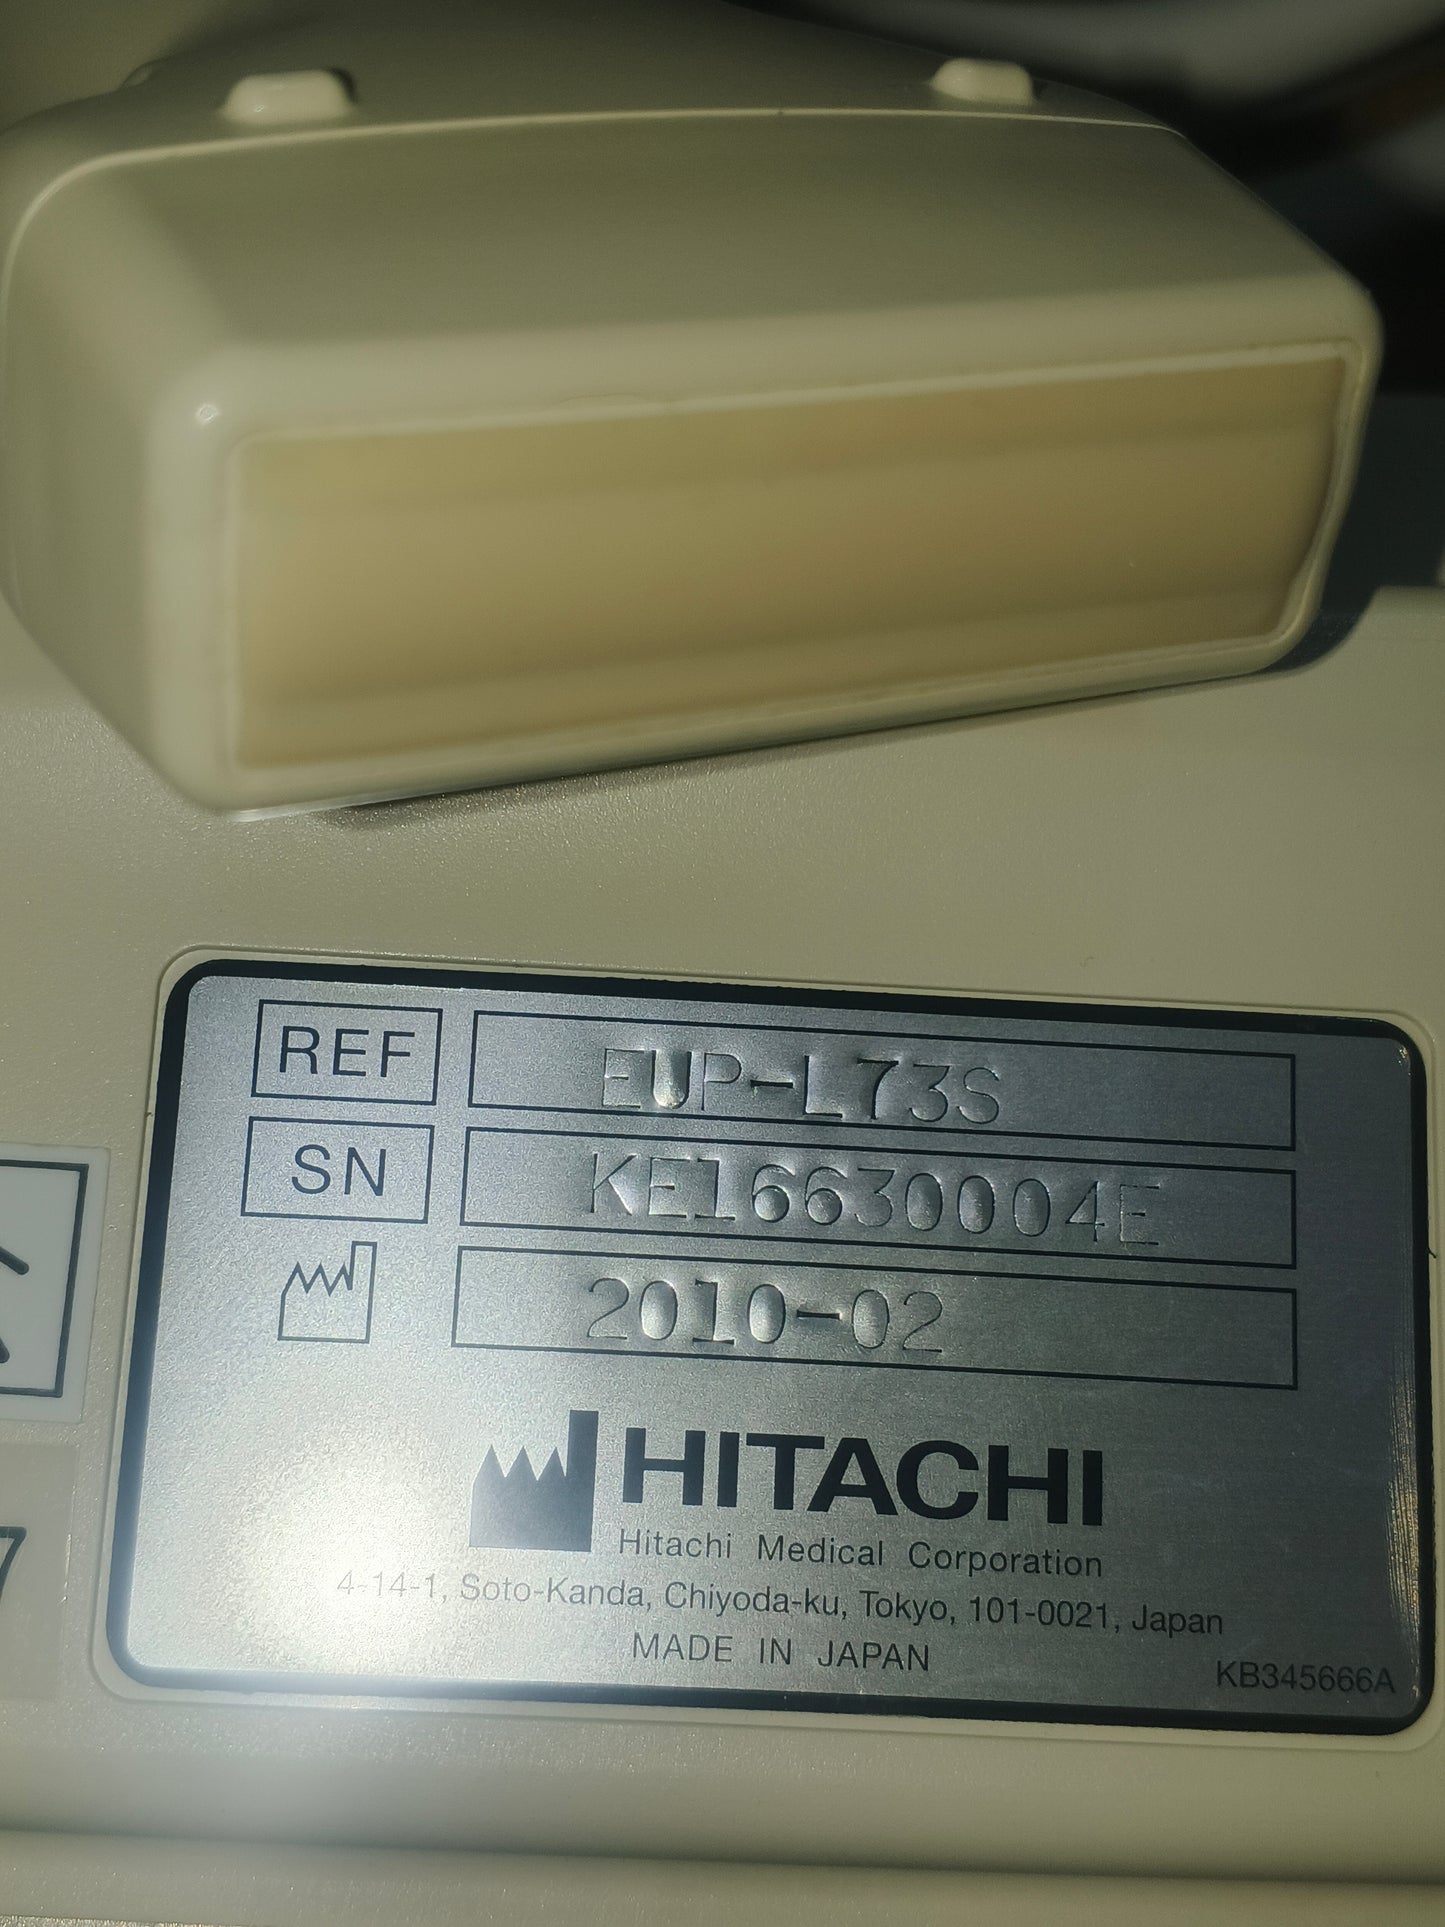 REF EUP-L73S
SN KE16630004E
2010-02
HITACHI
Hitachi Medical Corporation
4-14-1, Soto-Kanda, Chiyoda-ku, Tokyo, 101-0021, Japan
MADE IN JAPAN
KB345666A